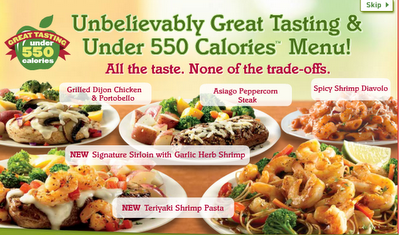 Skip
GREAT TASTING
under
550
calories
Unbelievably Great Tasting &
Under 550 Calories™ Menu!
All the taste. None of the trade-offs.
Grilled Dijon Chicken
& Portobello
Asiago Peppercorn
Steak
Spicy Shrimp Diavolo
NEW Signature Sirloin with Garlic Herb Shrimp
NEW Teriyaki Shrimp Pasta